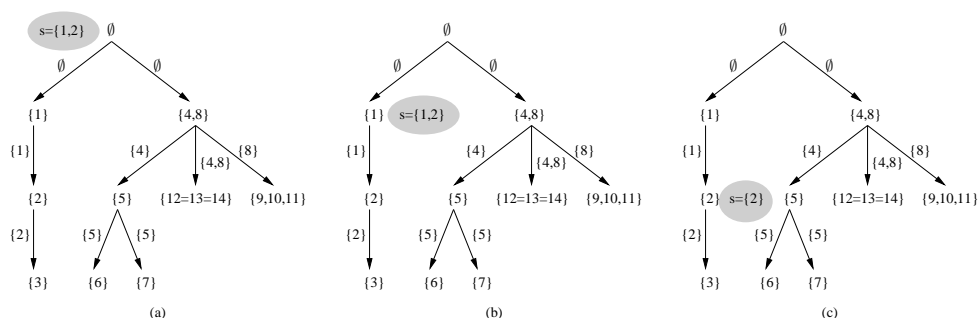 s={1,2} ∅ ∅ ∅
∅ ∅ ∅ ∅ ∅ ∅
{1} {4,8} {1} s={1,2} {4,8} {1} {4,8}
{1} {4} {4,8} {8} {1} {4} {4,8} {8} {1} {4} {4,8} {8}
{2} {5} {12=13=14} {9,10,11} {2} {5} {12=13=14} {9,10,11} {2} s={2} {5} {12=13=14} {9,10,11}
{2} {5} {5} {2} {5} {5} {2} {5} {5}
{3} {6} {7} {3} {6} {7} {3} {6} {7}
(a) (b) (c)